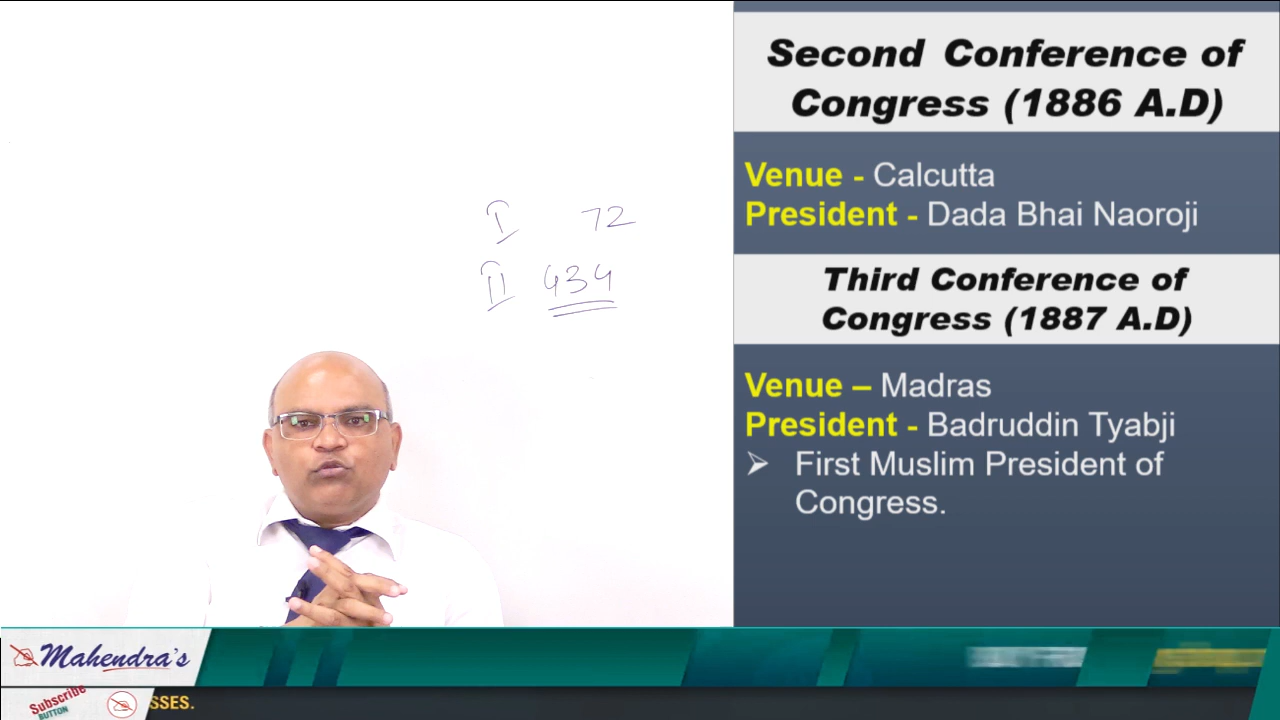 I 72
II 434
Second Conference of
Congress (1886 A.D)
Venue - Calcutta
President - Dada Bhai Naoroji
Third Conference of
Congress (1887 A.D)
Venue – Madras
President - Badruddin Tyabji
➢ First Muslim President of
Congress.
Mahendra's
Subscribe
BUTTON
SSES.